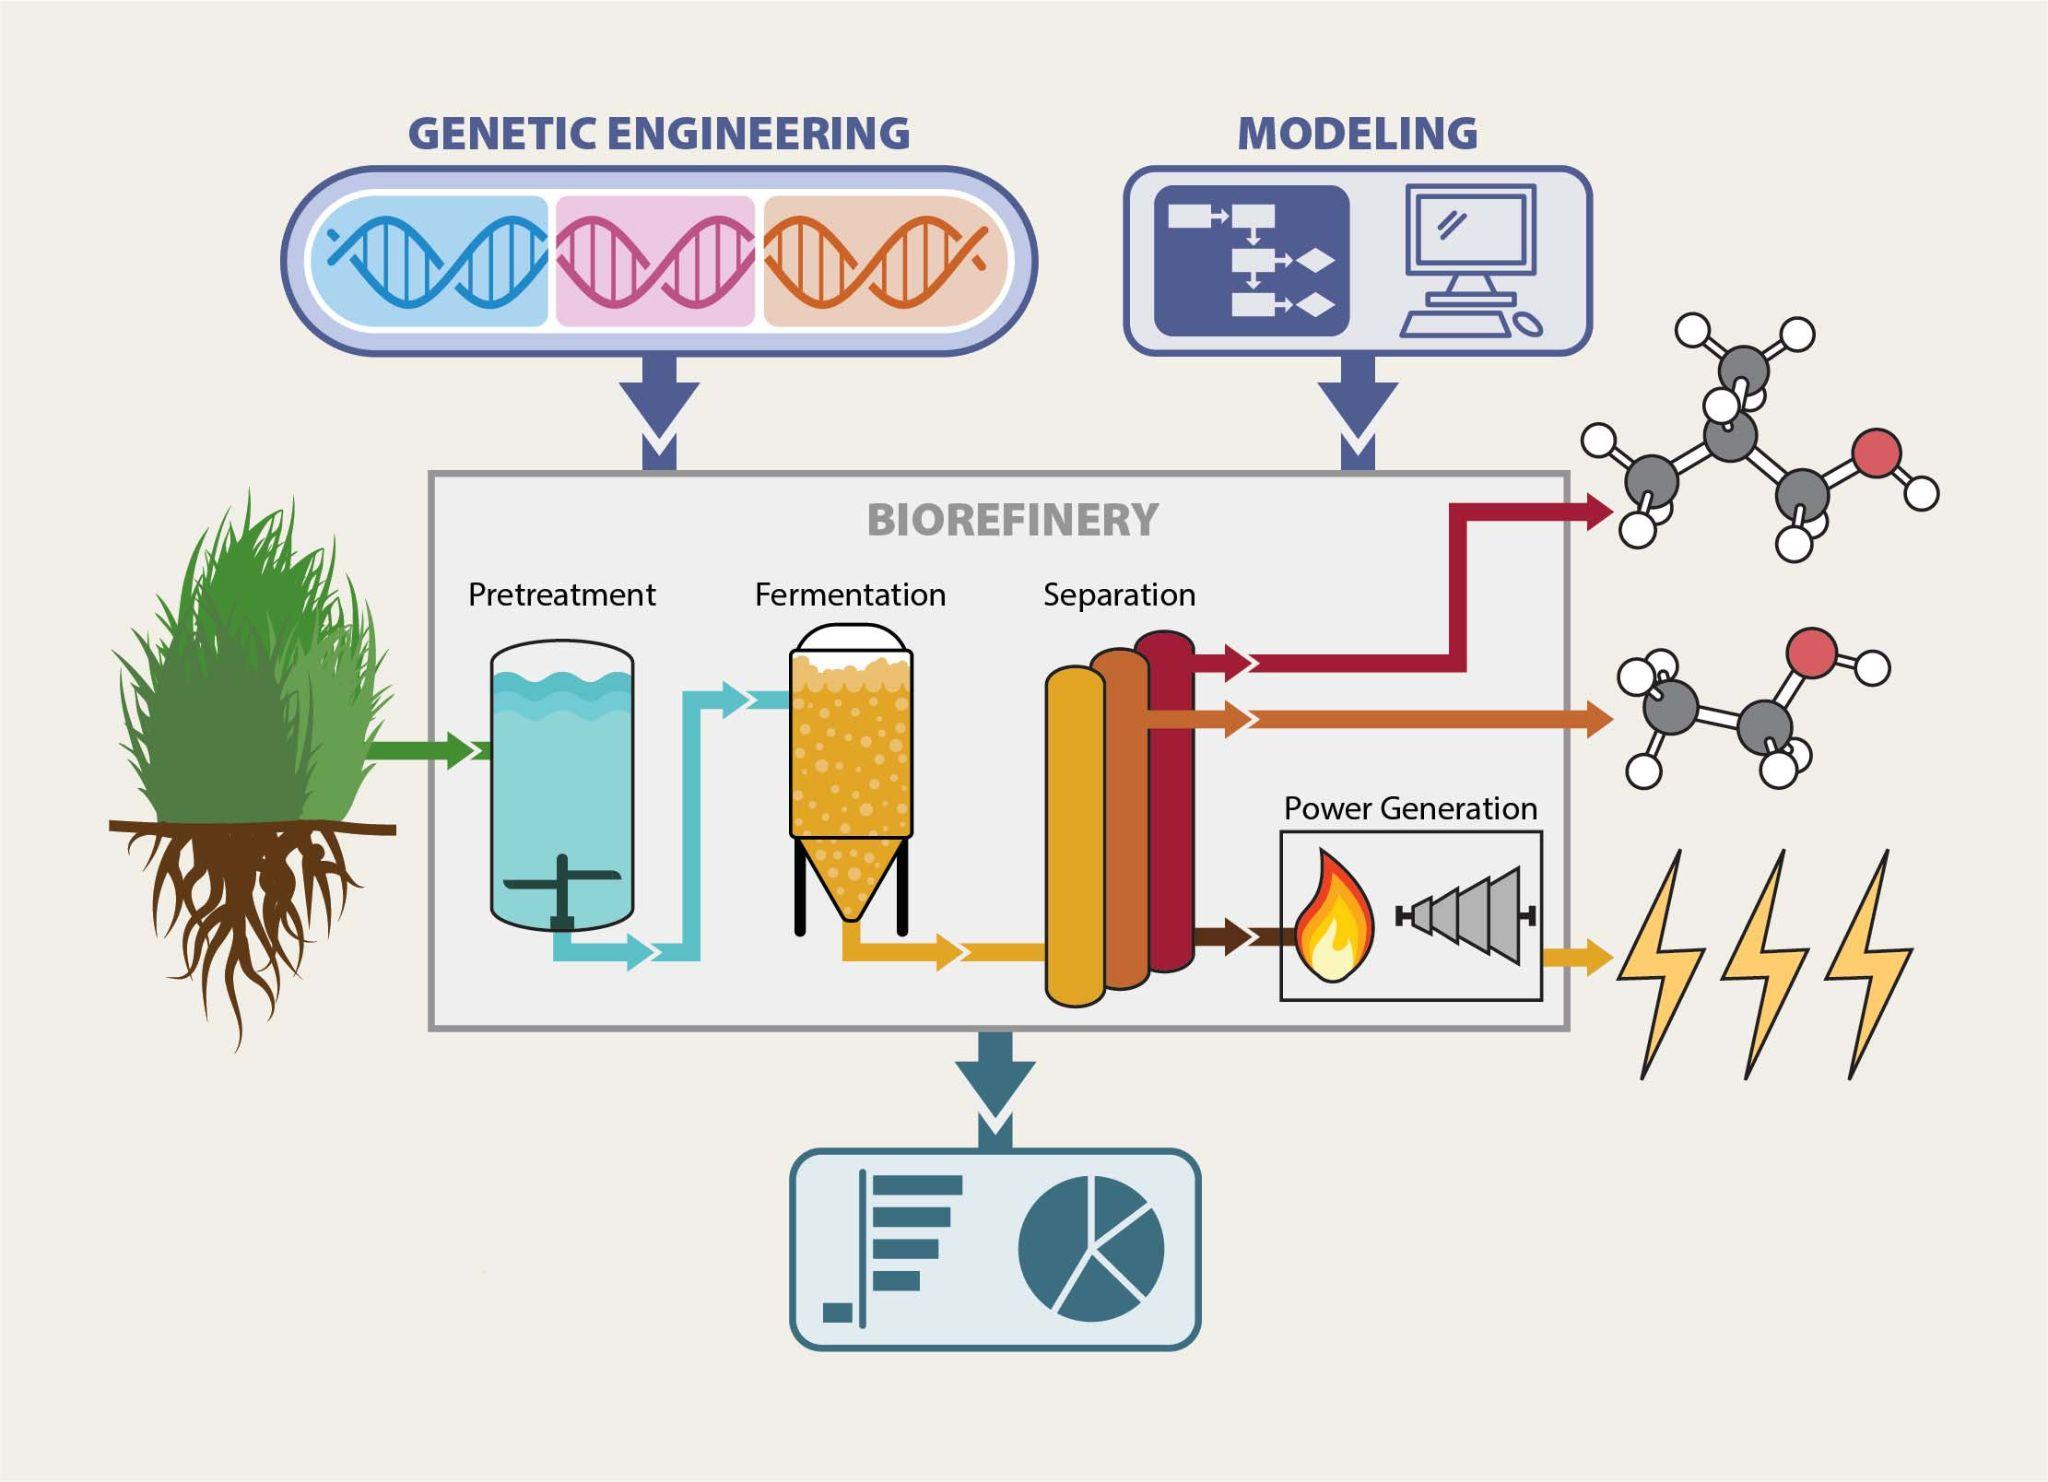 GENETIC ENGINEERING
MODELING
BIOREFINERY
Pretreatment
Fermentation
Separation
Power Generation